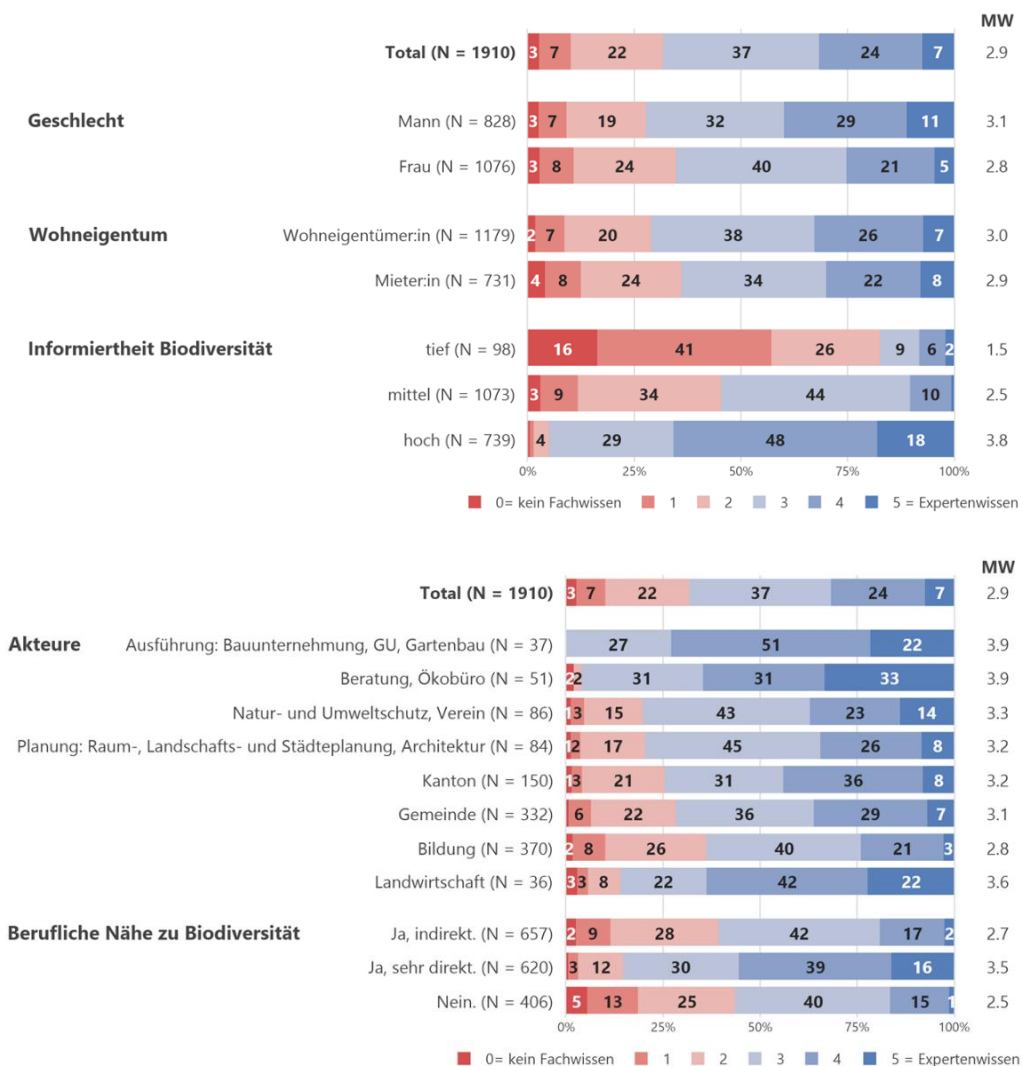 MW
Total (N = 1910) 3 7 22 37 24 7 2.9
Geschlecht Mann (N = 828) 3 7 19 32 29 11 3.1
Frau (N = 1076) 3 8 24 40 21 5 2.8
Wohneigentum Wohneigentümer:in (N = 1179) 2 7 20 38 26 7 3.0
Mieter:in (N = 731) 4 8 24 34 22 8 2.9
Informiertheit Biodiversität tief (N = 98) 16 41 26 9 6 2 1.5
mittel (N = 1073) 3 9 34 44 10 2.5
hoch (N = 739) 4 29 48 18 3.8
0% 25% 50% 75% 100%
0= kein Fachwissen 1 2 3 4 5 = Expertenwissen
MW
Total (N = 1910) 3 7 22 37 24 7 2.9
Akteure Ausführung: Bauunternehmung, GU, Gartenbau (N = 37) 27 51 22 3.9
Beratung, Ökobüro (N = 51) 2 2 31 31 33 3.9
Natur- und Umweltschutz, Verein (N = 86) 1 3 15 43 23 14 3.3
Planung: Raum-, Landschafts- und Städteplanung, Architektur (N = 84) 1 2 17 45 26 8 3.2
Kanton (N = 150) 1 3 21 31 36 8 3.2
Gemeinde (N = 332) 6 22 36 29 7 3.1
Bildung (N = 370) 2 8 26 40 21 3 2.8
Landwirtschaft (N = 36) 3 3 8 22 42 22 3.6
Berufliche Nähe zu Biodiversität Ja, indirekt. (N = 657) 2 9 28 42 17 2 2.7
Ja, sehr direkt. (N = 620) 3 12 30 39 16 3.5
Nein. (N = 406) 5 13 25 40 15 1 2.5
0% 25% 50% 75% 100%
0= kein Fachwissen 1 2 3 4 5 = Expertenwissen